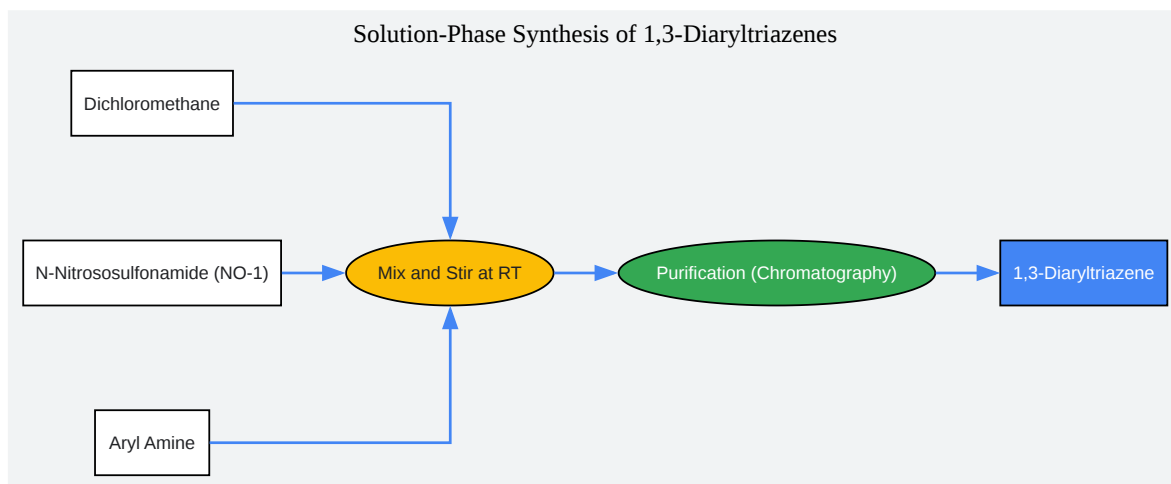 Solution-Phase Synthesis of 1,3-Diaryltriazenes
Dichloromethane
N-Nitrososulfonamide (NO-1)
Mix and Stir at RT
Purification (Chromatography)
1,3-Diaryltriazene
Aryl Amine